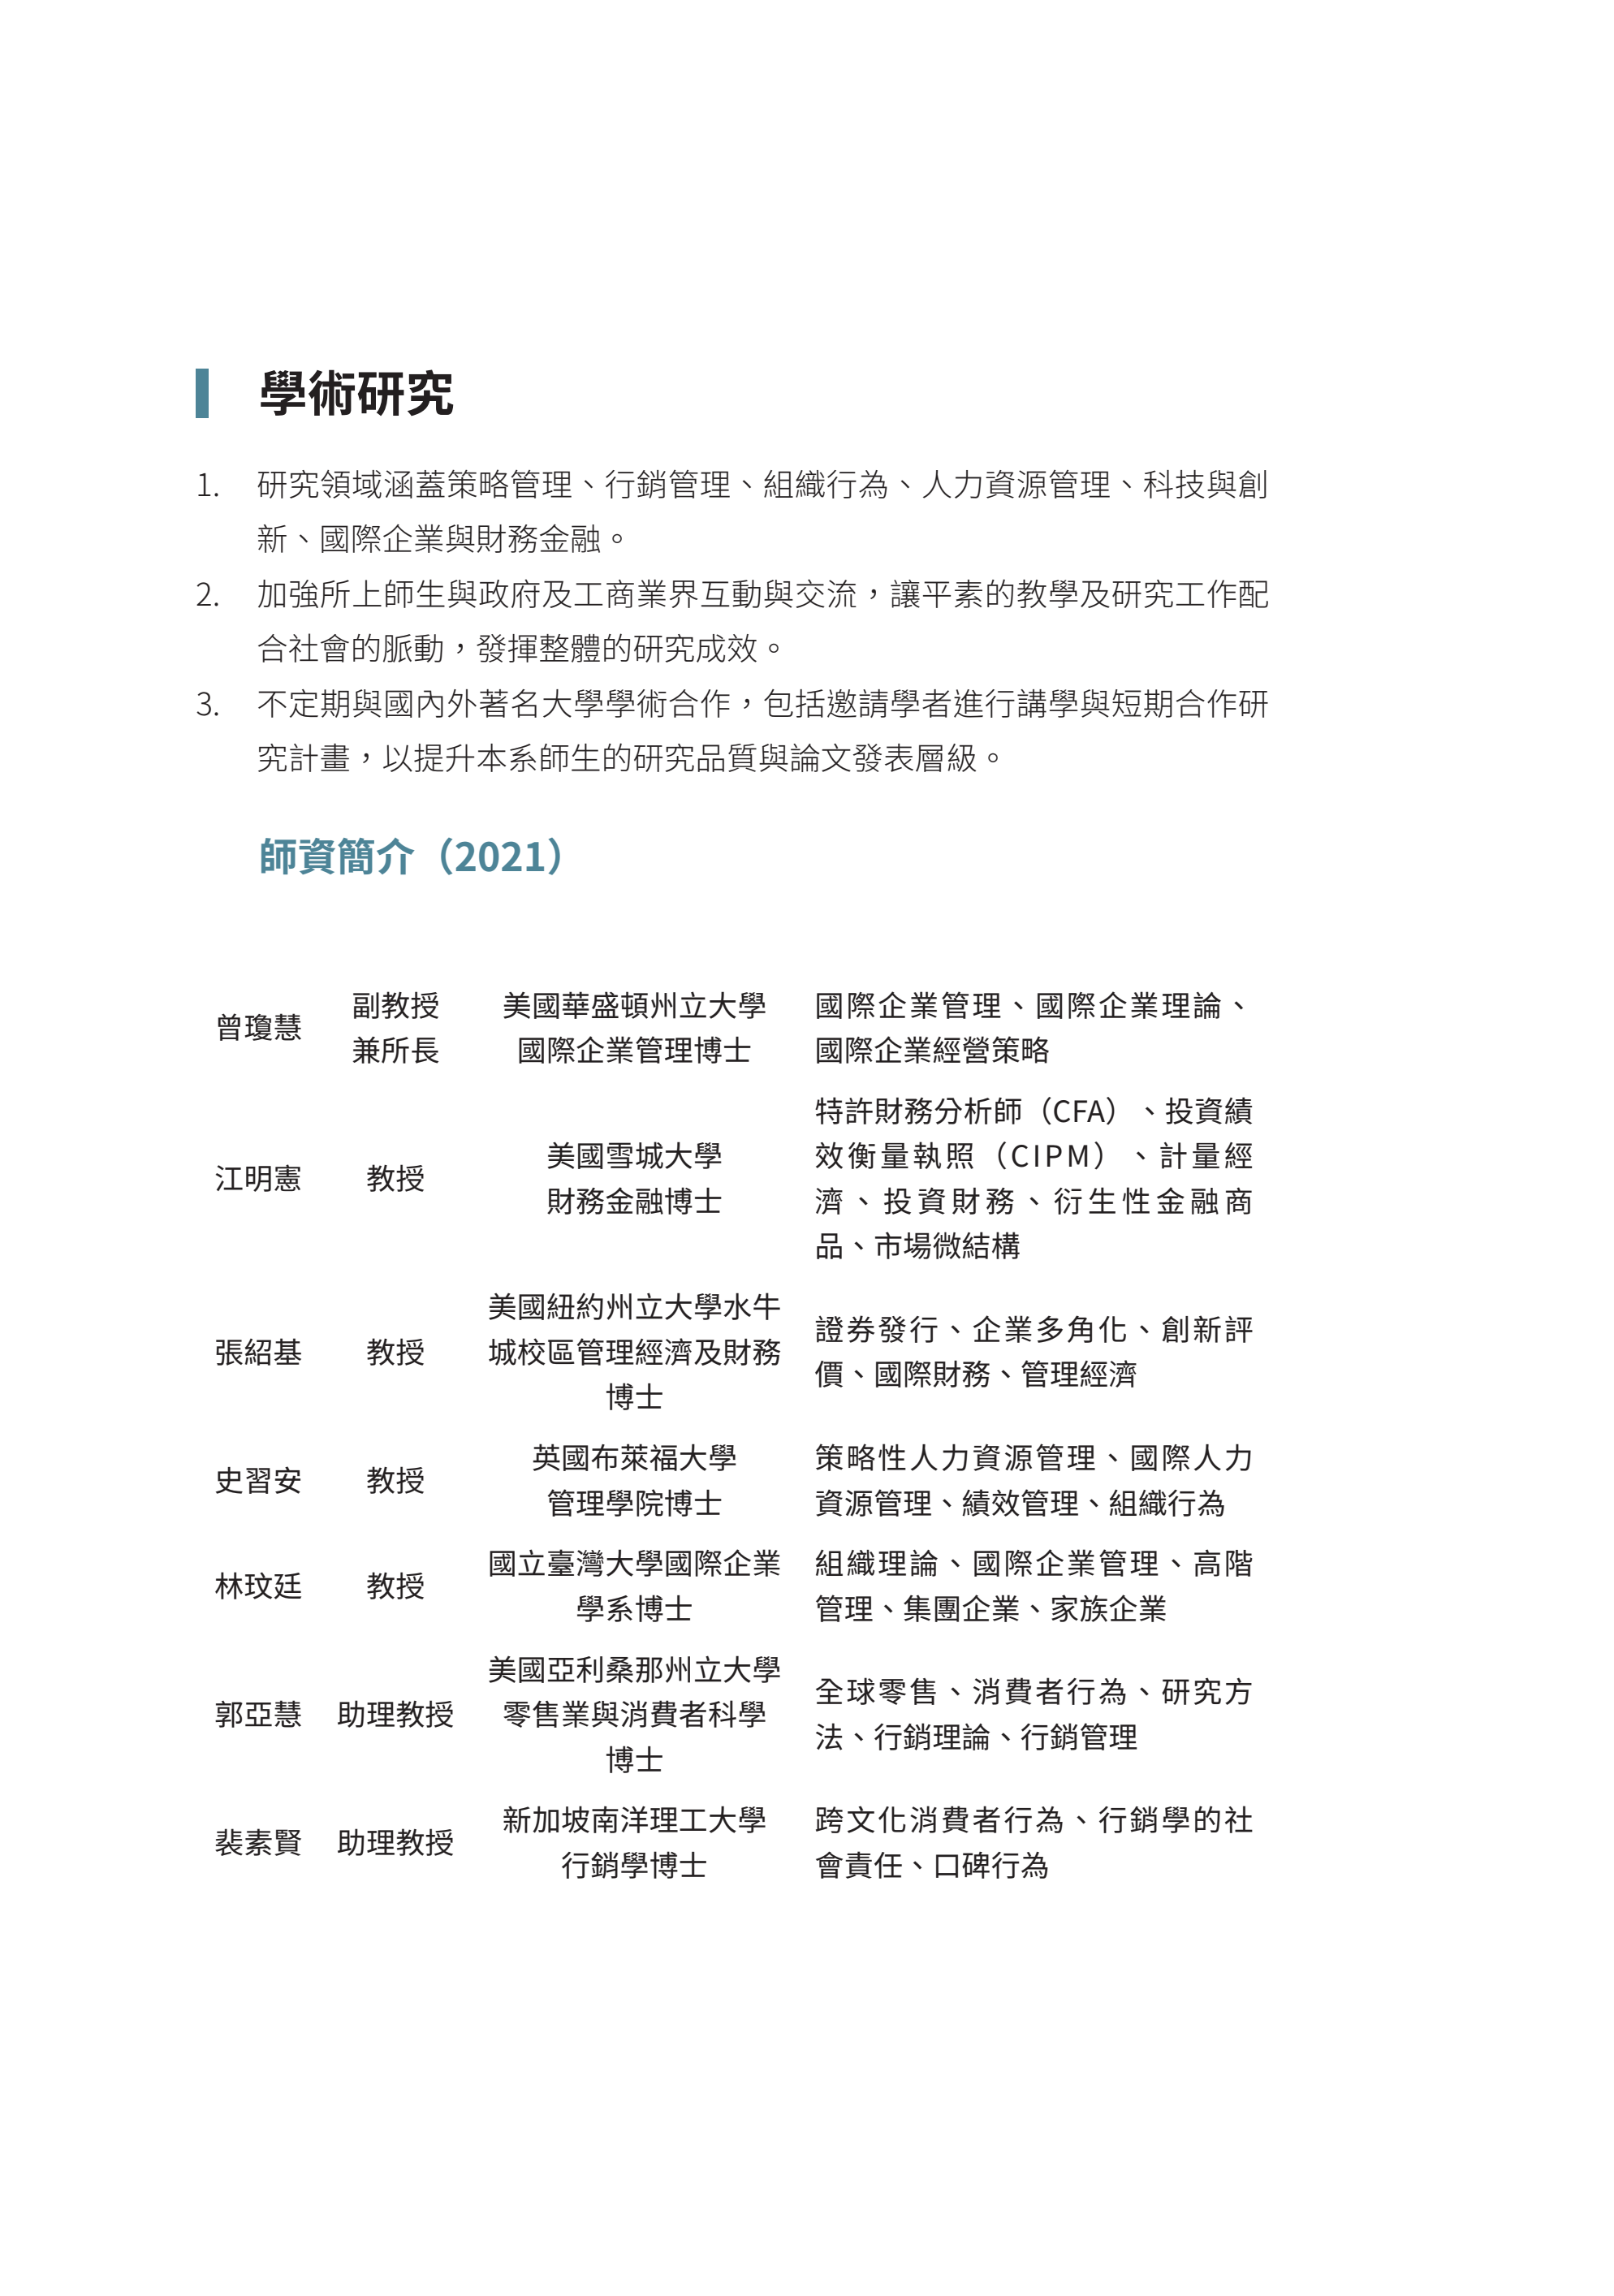 學術研究
1. 研究領域涵蓋策略管理、行銷管理、組織行為、人力資源管理、科技與創
新、國際企業與財務金融。
2. 加強所上師生與政府及工商業界互動與交流，讓平素的教學及研究工作配
合社會的脈動，發揮整體的研究成效。
3. 不定期與國內外著名大學學術合作，包括邀請學者進行講學與短期合作研
究計畫，以提升本系師生的研究品質與論文發表層級。
師資簡介（2021）
曾瓊慧
副教授
兼所長
美國華盛頓州立大學
國際企業管理博士
國際企業管理、國際企業理論、
國際企業經營策略
江明憲
教授
美國雪城大學
財務金融博士
特許財務分析師（CFA）、投資績
效衡量執照（CIPM）、計量經
濟、投資財務、衍生性金融商
品、市場微結構
張紹基
教授
美國紐約州立大學水牛
城校區管理經濟及財務
博士
證券發行、企業多角化、創新評
價、國際財務、管理經濟
史習安
教授
英國布萊福大學
管理學院博士
策略性人力資源管理、國際人力
資源管理、績效管理、組織行為
林玟廷
教授
國立臺灣大學國際企業
學系博士
組織理論、國際企業管理、高階
管理、集團企業、家族企業
郭亞慧
助理教授
美國亞利桑那州立大學
零售業與消費者科學
博士
全球零售、消費者行為、研究方
法、行銷理論、行銷管理
裴素賢
助理教授
新加坡南洋理工大學
行銷學博士
跨文化消費者行為、行銷學的社
會責任、口碑行為